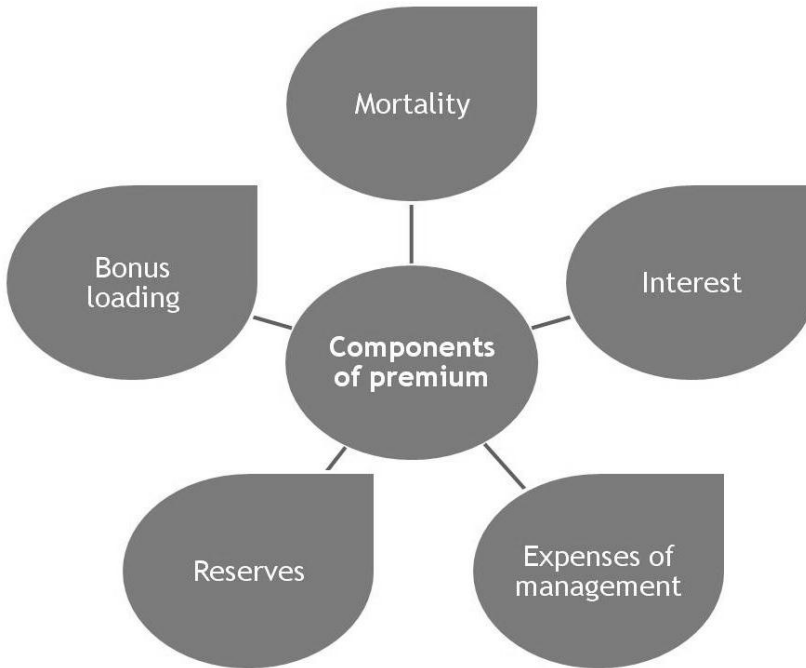 Mortality
Bonus
loading
Interest
Components
of premium
Reserves
Expenses of
management